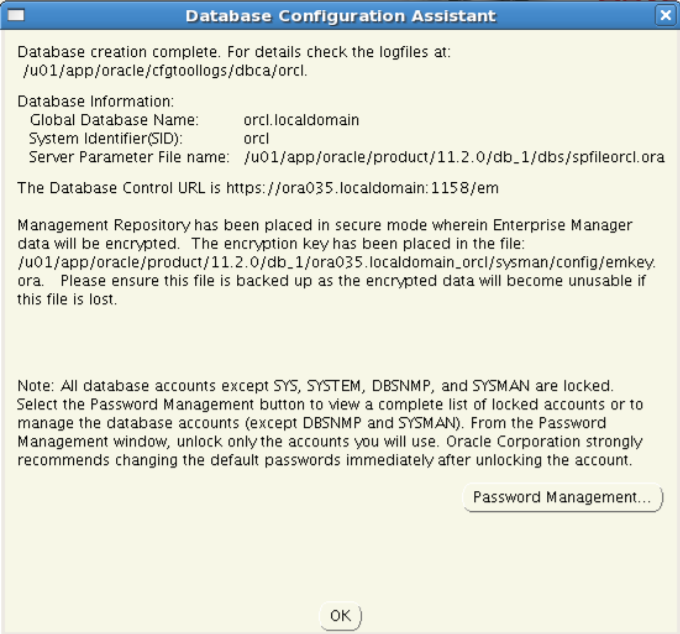 Database Configuration Assistant
Database creation complete. For details check the logfiles at:
/u01/app/oracle/cfgtoollogs/dbca/orcl.
Database Information:
Global Database Name: orcl.localdomain
System Identifier(SID): orcl
Server Parameter File name: /u01/app/oracle/product/11.2.0/db_1/dbs/spfileorcl.ora
The Database Control URL is https://ora035.localdomain:1158/em
Management Repository has been placed in secure mode wherein Enterprise Manager
data will be encrypted. The encryption key has been placed in the file:
/u01/app/oracle/product/11.2.0/db_1/ora035.localdomain_orcl/sysman/config/emkey.
ora. Please ensure this file is backed up as the encrypted data will become unusable if
this file is lost.
Note: All database accounts except SYS, SYSTEM, DBSNMP, and SYSMAN are locked.
Select the Password Management button to view a complete list of locked accounts or to
manage the database accounts (except DBSNMP and SYSMAN). From the Password
Management window, unlock only the accounts you will use. Oracle Corporation strongly
recommends changing the default passwords immediately after unlocking the account.
Password Management...
OK